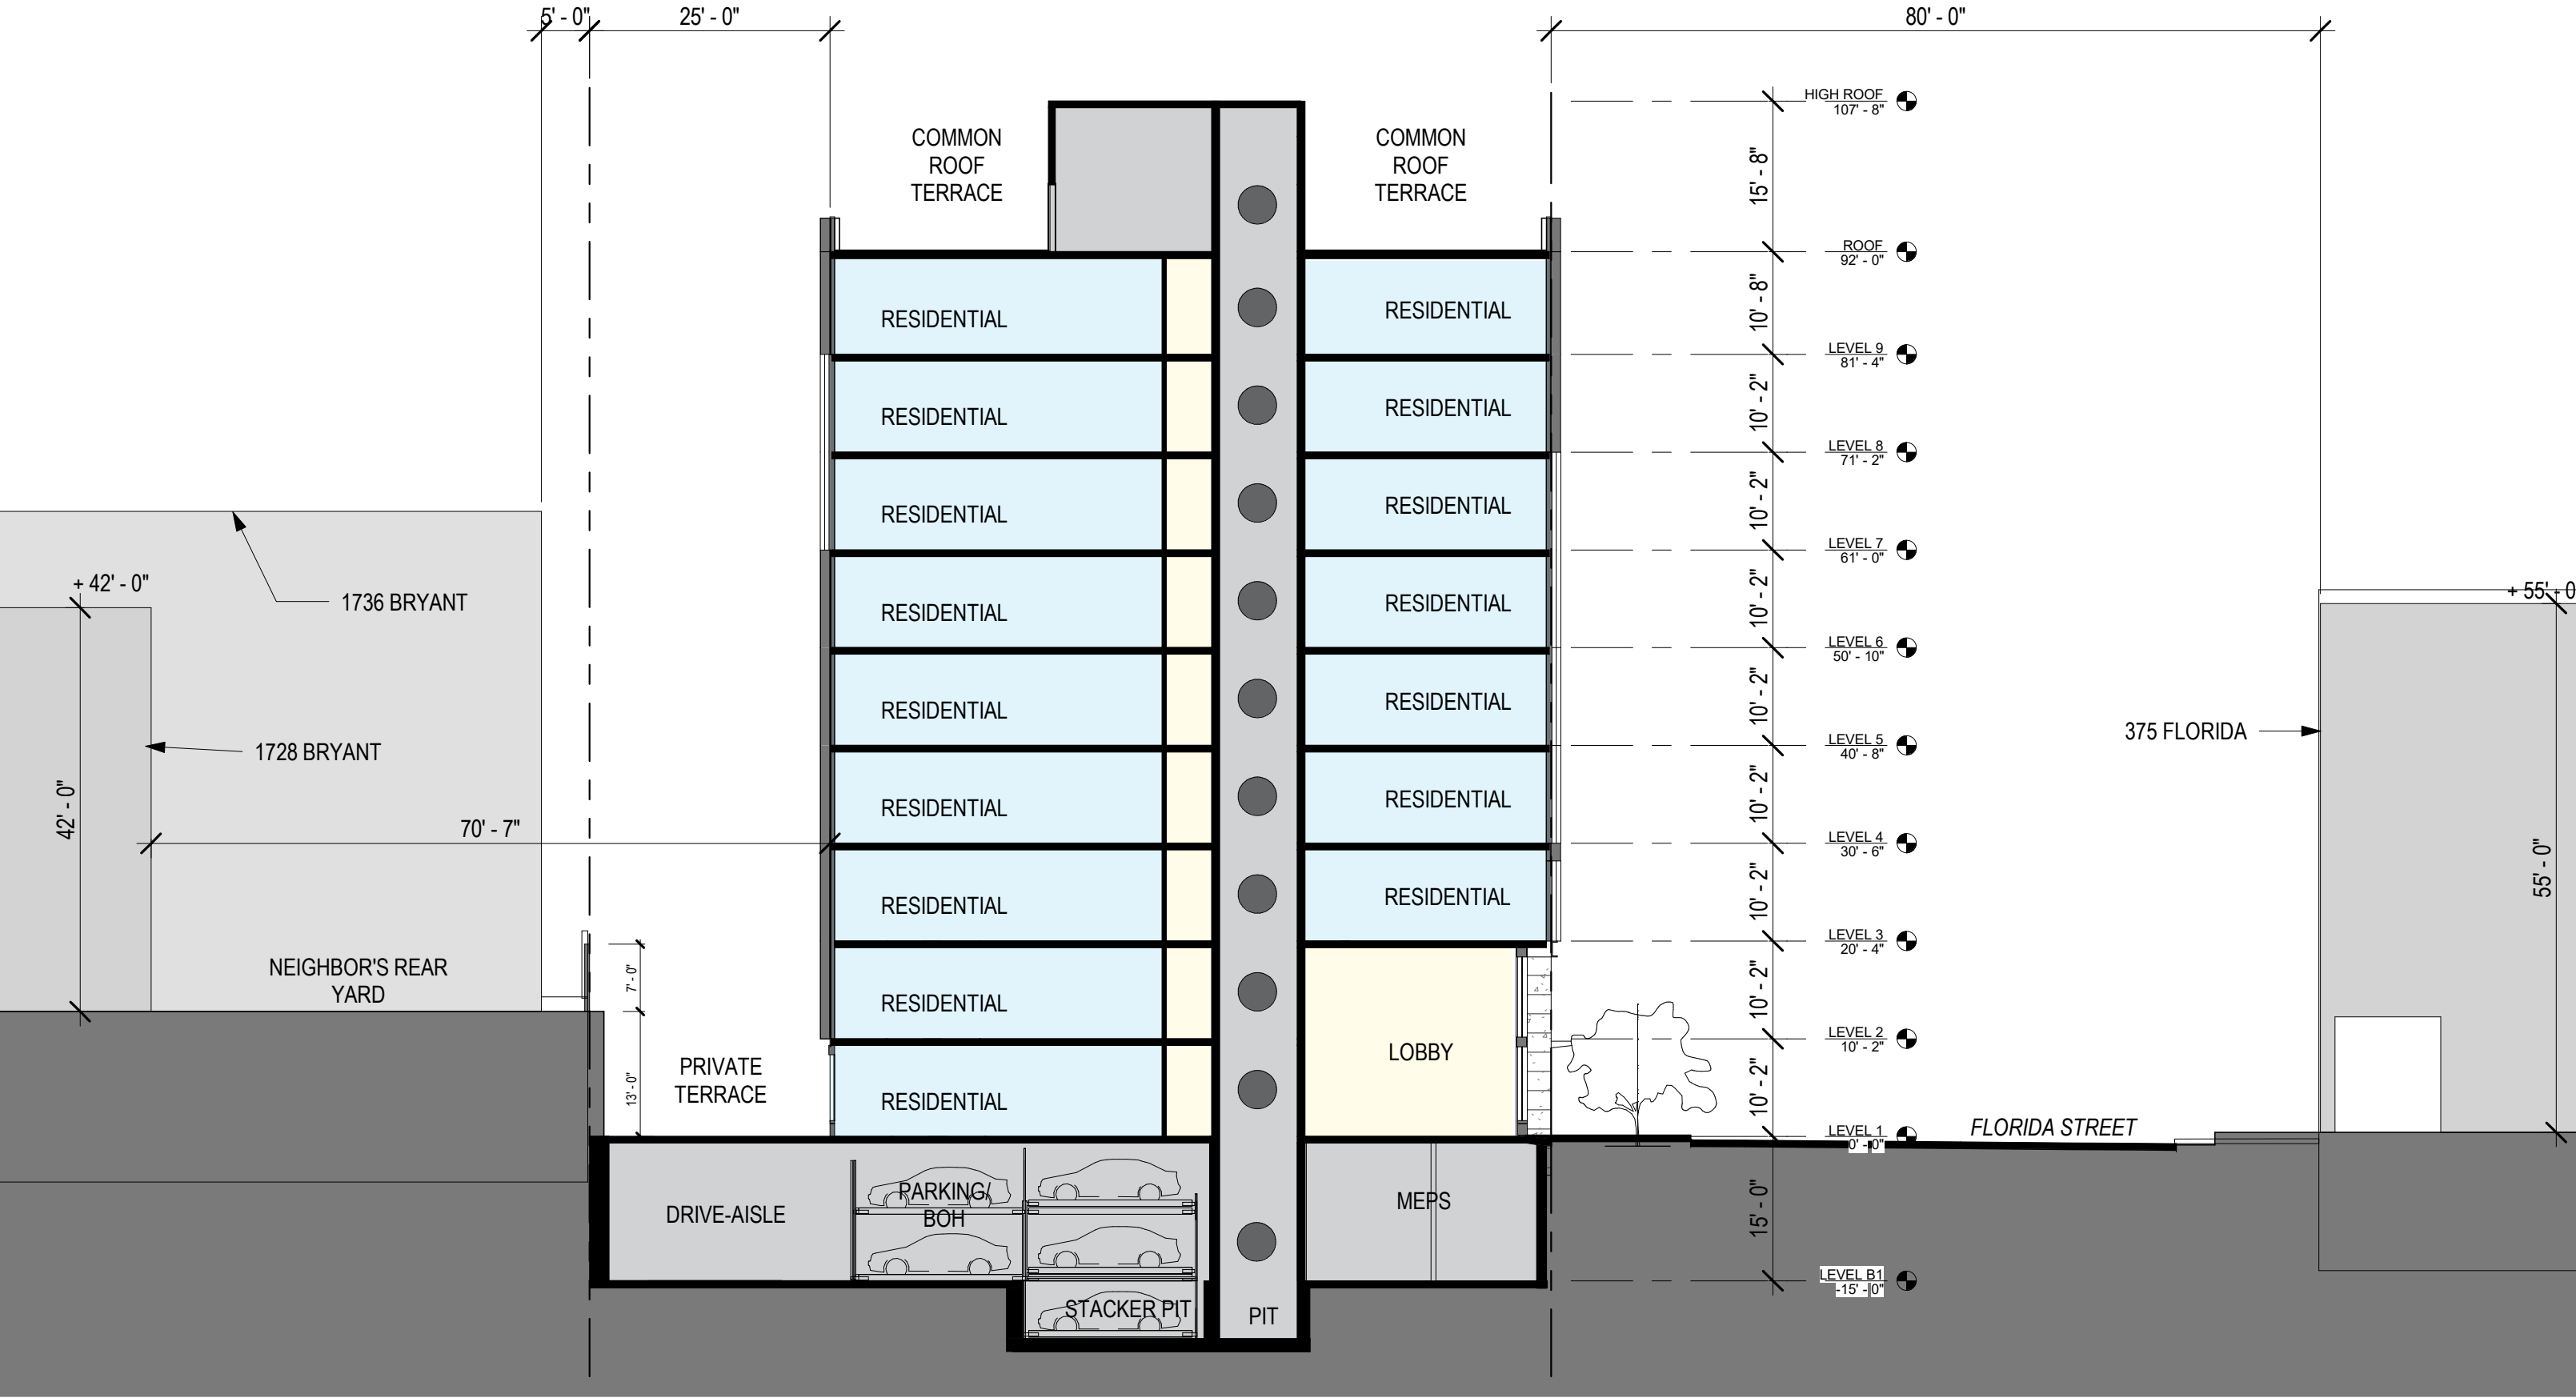 5' - 0"
25' - 0"
80' - 0"
HIGH ROOF
107' - 8"
COMMON
ROOF
TERRACE
COMMON
ROOF
TERRACE
15' - 8"
ROOF
92' - 0"
RESIDENTIAL
RESIDENTIAL
10' - 8"
LEVEL 9
81' - 4"
RESIDENTIAL
RESIDENTIAL
10' - 2"
LEVEL 8
71' - 2"
RESIDENTIAL
RESIDENTIAL
10' - 2"
LEVEL 7
61' - 0"
+ 42' - 0"
1736 BRYANT
RESIDENTIAL
RESIDENTIAL
10' - 2"
+ 55' - 0
LEVEL 6
50' - 10"
RESIDENTIAL
RESIDENTIAL
10' - 2"
375 FLORIDA
LEVEL 5
40' - 8"
1728 BRYANT
42' - 0"
RESIDENTIAL
RESIDENTIAL
10' - 2"
70' - 7"
LEVEL 4
30' - 6"
RESIDENTIAL
RESIDENTIAL
10' - 2"
55' - 0"
LEVEL 3
20' - 4"
NEIGHBOR'S REAR
YARD
7' - 0"
RESIDENTIAL
10' - 2"
LEVEL 2
10' - 2"
LOBBY
PRIVATE
TERRACE
13' - 0"
RESIDENTIAL
10' - 2"
LEVEL 1
0' - 0"
FLORIDA STREET
DRIVE-AISLE
PARKING/
BOH
MEPS
15' - 0"
LEVEL B1
-15' - 0"
STACKER PIT
PIT